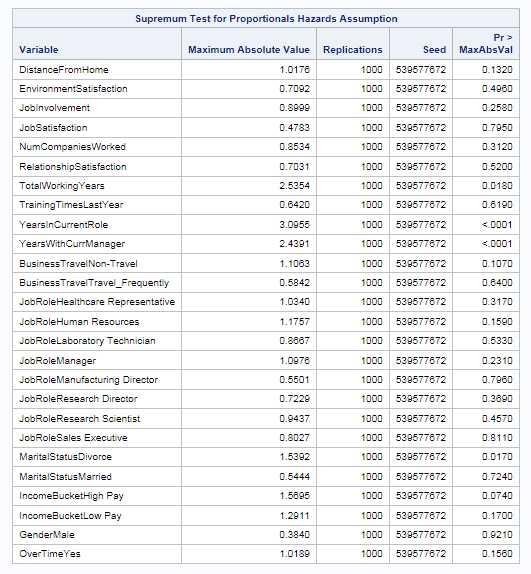 Supremum Test for Proportionals Hazards Assumption
Variable Maximum Absolute Value Replications Seed Pr > MaxAbsVal
DistanceFromHome 1.0176 1000 539577672 0.1320
EnvironmentSatisfaction 0.7092 1000 539577672 0.4960
JobInvolvement 0.8999 1000 539577672 0.2580
JobSatisfaction 0.4783 1000 539577672 0.7950
NumCompaniesWorked 0.8534 1000 539577672 0.3120
RelationshipSatisfaction 0.7031 1000 539577672 0.5200
TotalWorkingYears 2.5354 1000 539577672 0.0180
TrainingTimesLastYear 0.6420 1000 539577672 0.6190
YearsInCurrentRole 3.0955 1000 539577672 <.0001
YearsWithCurrManager 2.4391 1000 539577672 <.0001
BusinessTravelNon-Travel 1.1063 1000 539577672 0.1070
BusinessTravelTravel_Frequently 0.5842 1000 539577672 0.6400
JobRoleHealthcare Representative 1.0340 1000 539577672 0.3170
JobRoleHuman Resources 1.1757 1000 539577672 0.1590
JobRoleLaboratory Technician 0.8667 1000 539577672 0.5330
JobRoleManager 1.0976 1000 539577672 0.2310
JobRoleManufacturing Director 0.5501 1000 539577672 0.7960
JobRoleResearch Director 0.7229 1000 539577672 0.3690
JobRoleResearch Scientist 0.9437 1000 539577672 0.4570
JobRoleSales Executive 0.8027 1000 539577672 0.8110
MaritalStatusDivorce 1.5392 1000 539577672 0.0170
MaritalStatusMarried 0.5444 1000 539577672 0.7240
IncomeBucketHigh Pay 1.5695 1000 539577672 0.0740
IncomeBucketLow Pay 1.2911 1000 539577672 0.1700
GenderMale 0.3840 1000 539577672 0.9210
OverTimeYes 1.0189 1000 539577672 0.1560